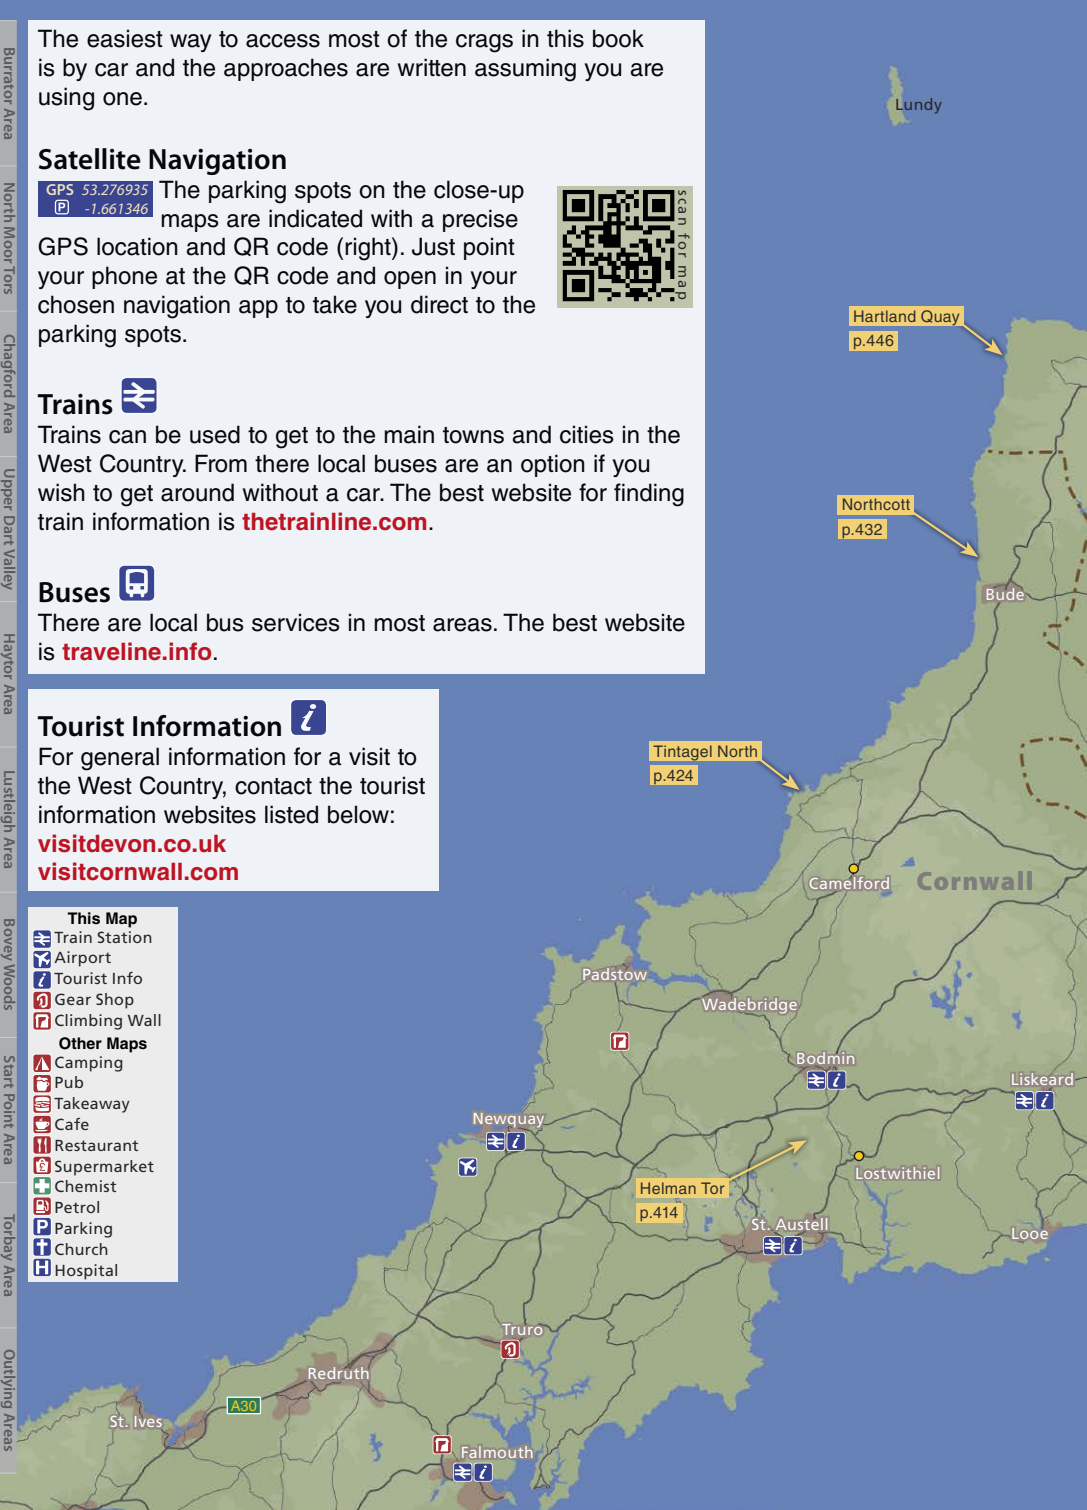 The easiest way to access most of the crags in this book
is by car and the approaches are written assuming you are
using one.
Satellite Navigation
GPS 53.276935
P -1.661346
The parking spots on the close-up
maps are indicated with a precise
GPS location and QR code (right). Just point
your phone at the QR code and open in your
chosen navigation app to take you direct to the
parking spots.
scan for map
Trains
Trains can be used to get to the main towns and cities in the
West Country. From there local buses are an option if you
wish to get around without a car. The best website for finding
train information is thetrainline.com.
Buses
There are local bus services in most areas. The best website
is traveline.info.
Tourist Information i
For general information for a visit to
the West Country, contact the tourist
information websites listed below:
visitdevon.co.uk
visitcornwall.com
This Map
Train Station
Airport
i Tourist Info
Gear Shop
Climbing Wall
Other Maps
Camping
Pub
Takeaway
Cafe
Restaurant
£ Supermarket
Chemist
Petrol
P Parking
Church
H Hospital
Lundy
Hartland Quay
p.446
Northcott
p.432
Bude
Tintagel North
p.424
Camelford
Cornwall
Padstow
Wadebridge
Bodmin
i
Liskeard
i
Newquay
i
Lostwithiel
Helman Tor
p.414
St. Austell
i
Looe
Truro
Redruth
A30
St. Ives
Falmouth
i
Burrator Area
North Moor Tors
Chagford Area
Upper Dart Valley
Haytor Area
Lustleigh Area
Bovey Woods
Start Point Area
Torbay Area
Outlying Areas